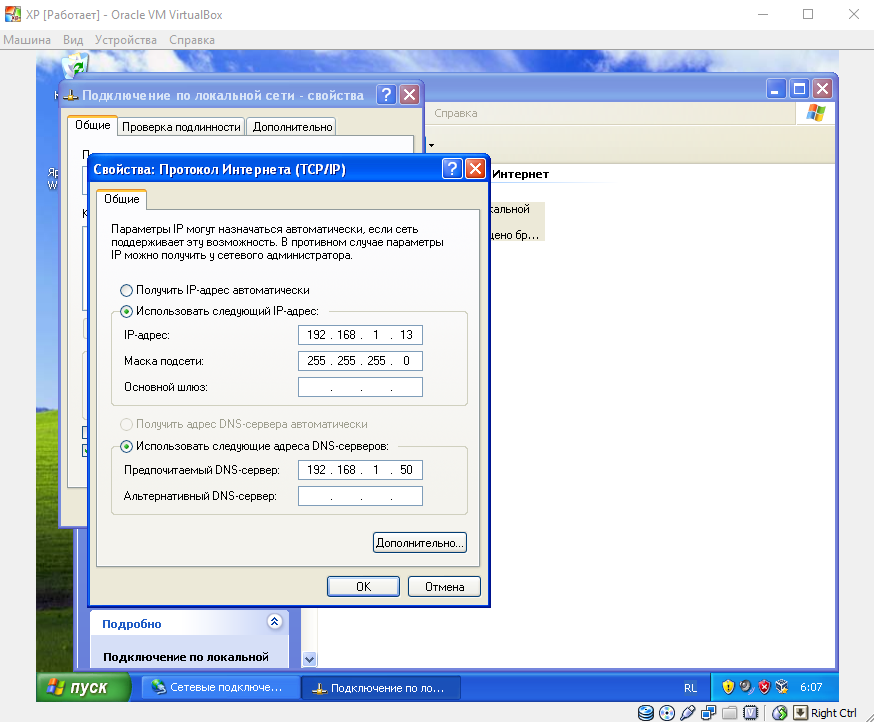 XP [Работает] - Oracle VM VirtualBox
Машина Вид Устройства Справка
Подключение по локальной сети - свойства
Справка
Общие Проверка подлинности Дополнительно
Свойства: Протокол Интернета (TCP/IP)
Интернет
Общие
Параметры IP могут назначаться автоматически, если сеть
поддерживает эту возможность. В противном случае параметры
IP можно получить у сетевого администратора.
Получить IP-адрес автоматически
Использовать следующий IP-адрес:
IP-адрес: 192 . 168 . 1 . 13
Маска подсети: 255 . 255 . 255 . 0
Основной шлюз: . . .
Получить адрес DNS-сервера автоматически
Использовать следующие адреса DNS-серверов:
Предпочитаемый DNS-сервер: 192 . 168 . 1 . 50
Альтернативный DNS-сервер: . . .
Дополнительно...
OK Отмена
Подробно
Подключение по локальной
пуск Сетевые подключе... Подключение по ло... RL 6:07
Right Ctrl